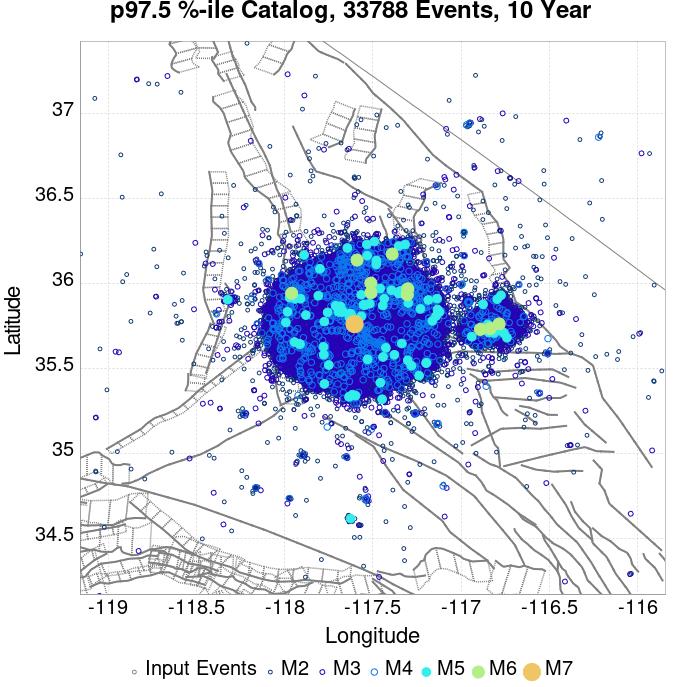 p97.5 %-ile Catalog, 33788 Events, 10 Year
37
36.5
36
35.5
35
34.5
Latitude
-119 -118.5 -118 -117.5 -117 -116.5 -116
Longitude
Input Events M2 M3 M4 M5 M6 M7